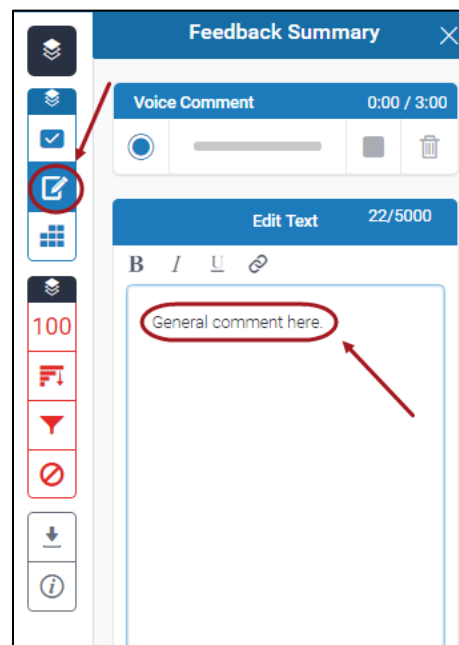 Feedback Summary
Voice Comment 0:00 / 3:00
Edit Text 22/5000
B I U
General comment here.
100
i